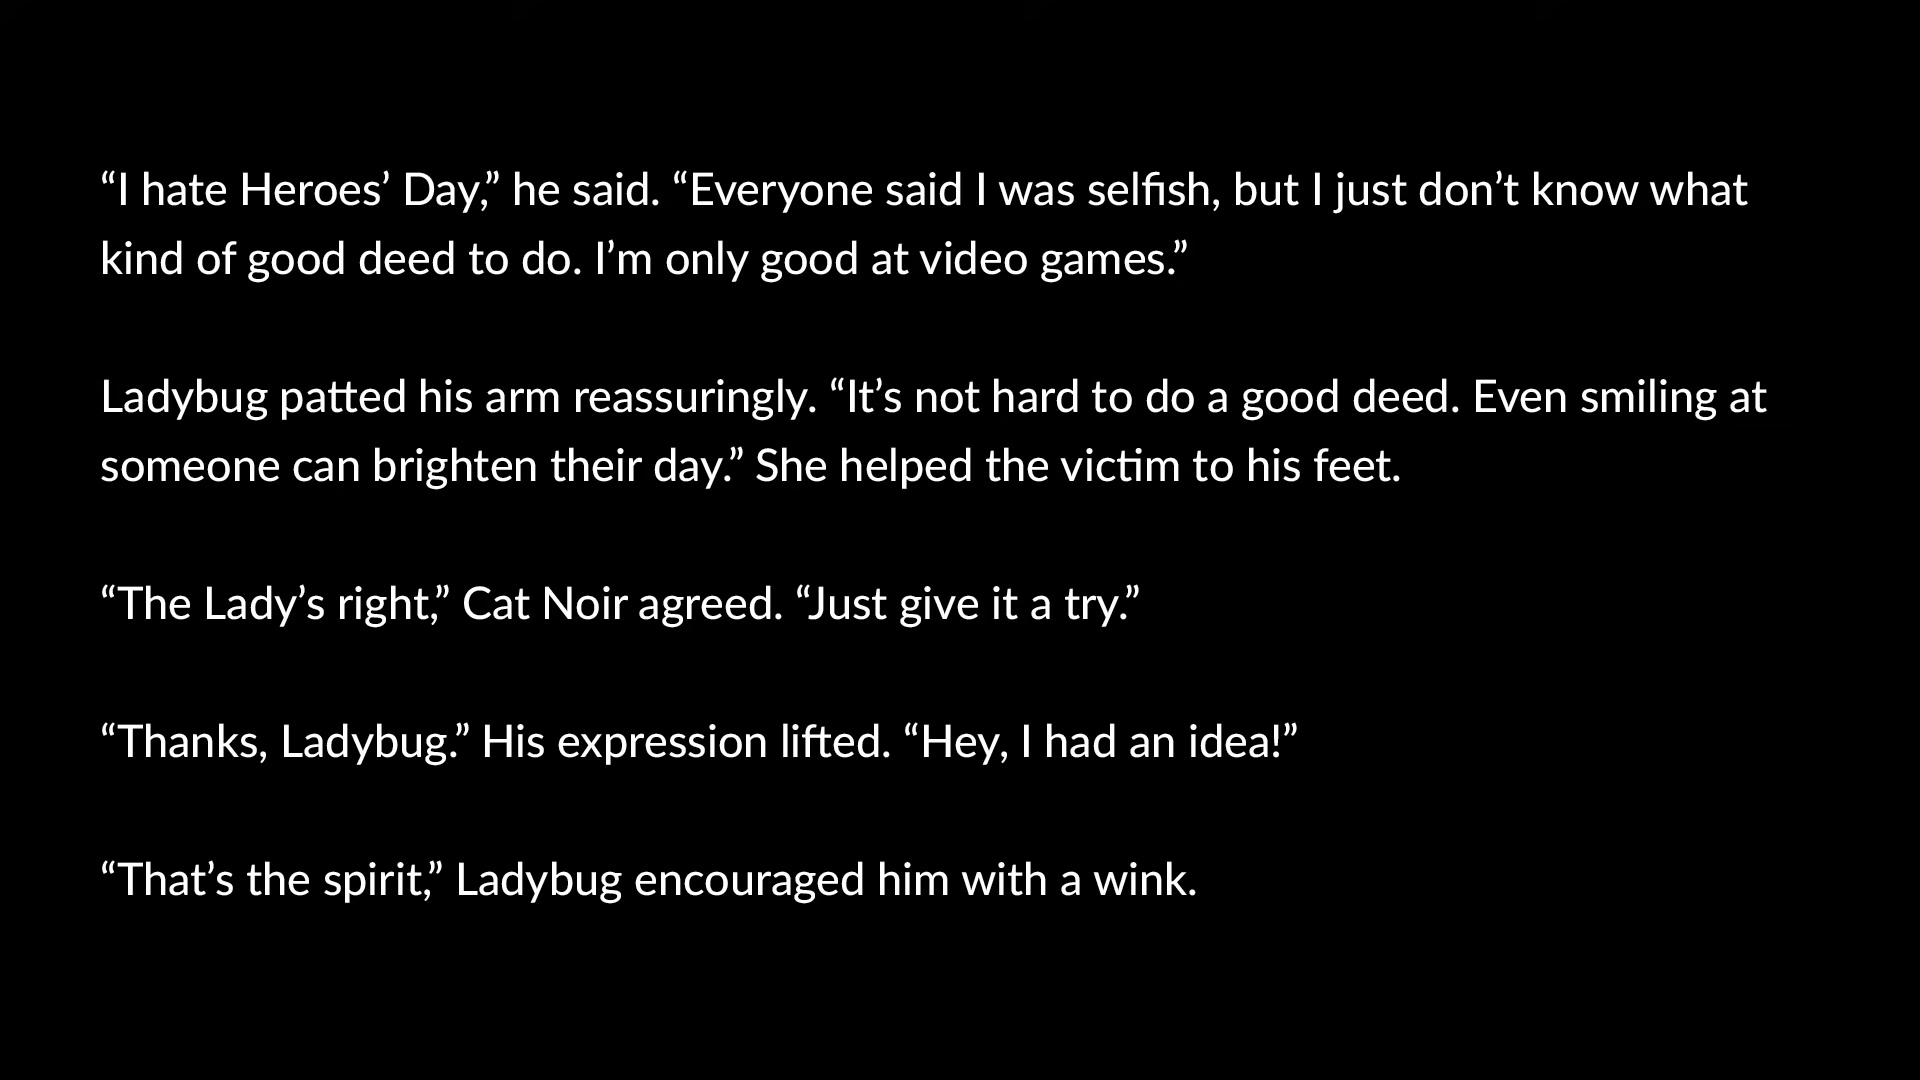 “I hate Heroes’ Day,” he said. “Everyone said I was selfish, but I just don’t know what
kind of good deed to do. I’m only good at video games.”
Ladybug patted his arm reassuringly. “It’s not hard to do a good deed. Even smiling at
someone can brighten their day.” She helped the victim to his feet.
“The Lady’s right,” Cat Noir agreed. “Just give it a try.”
“Thanks, Ladybug.” His expression lifted. “Hey, I had an idea!”
“That’s the spirit,” Ladybug encouraged him with a wink.